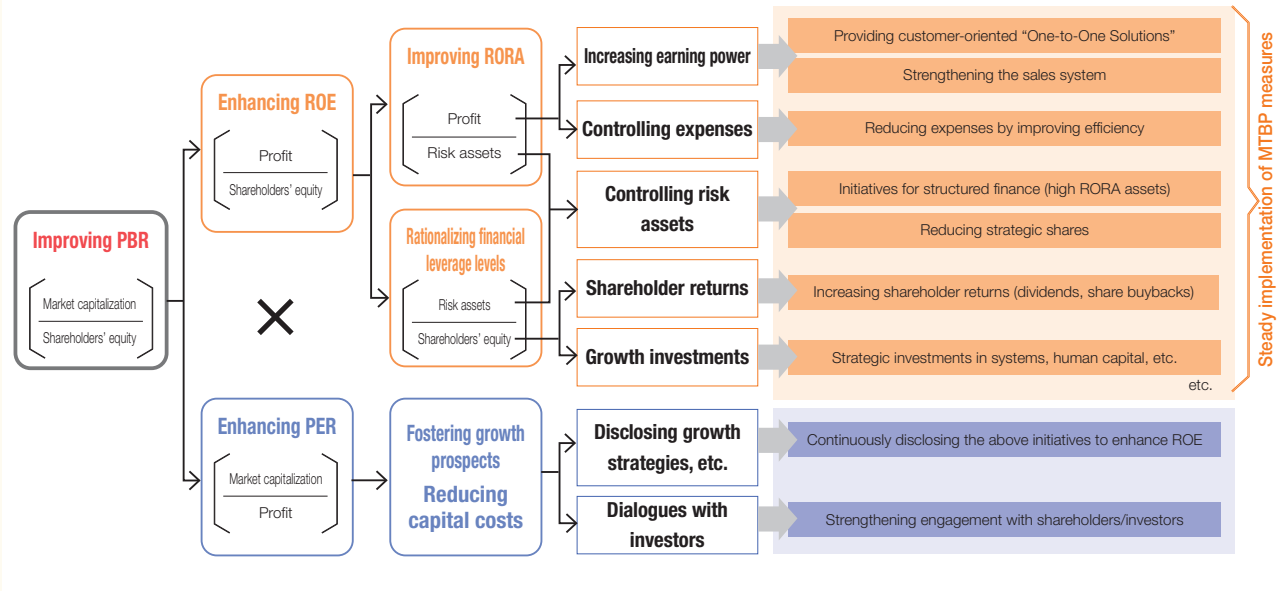 Improving PBR
Market capitalization
Shareholders' equity
Enhancing ROE
Profit
Shareholders' equity
Enhancing PER
Market capitalization
Profit
Improving RORA
Profit
Risk assets
Rationalizing financial
leverage levels
Risk assets
Shareholders' equity
Fostering growth
prospects
Reducing
capital costs
Increasing earning power
Controlling expenses
Controlling risk
assets
Shareholder returns
Growth investments
Disclosing growth
strategies, etc.
Dialogues with
investors
Providing customer-oriented “One-to-One Solutions”
Strengthening the sales system
Reducing expenses by improving efficiency
Initiatives for structured finance (high RORA assets)
Reducing strategic shares
Increasing shareholder returns (dividends, share buybacks)
Strategic investments in systems, human capital, etc.
etc.
Continuously disclosing the above initiatives to enhance ROE
Strengthening engagement with shareholders/investors
Steady implementation of MTBP measures